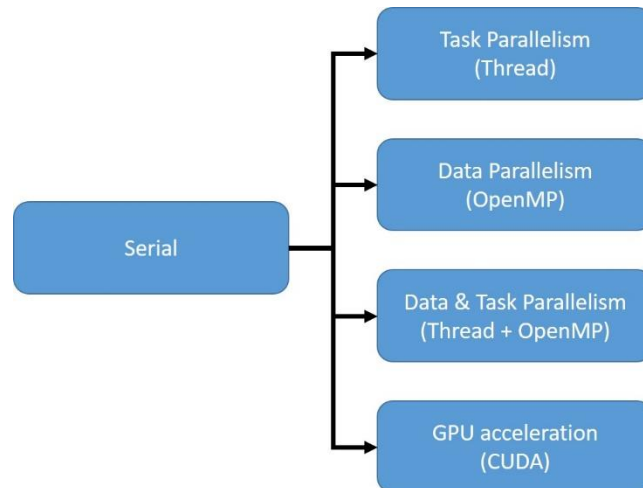 Task Parallelism
(Thread)
Data Parallelism
(OpenMP)
Serial
Data & Task Parallelism
(Thread + OpenMP)
GPU acceleration
(CUDA)